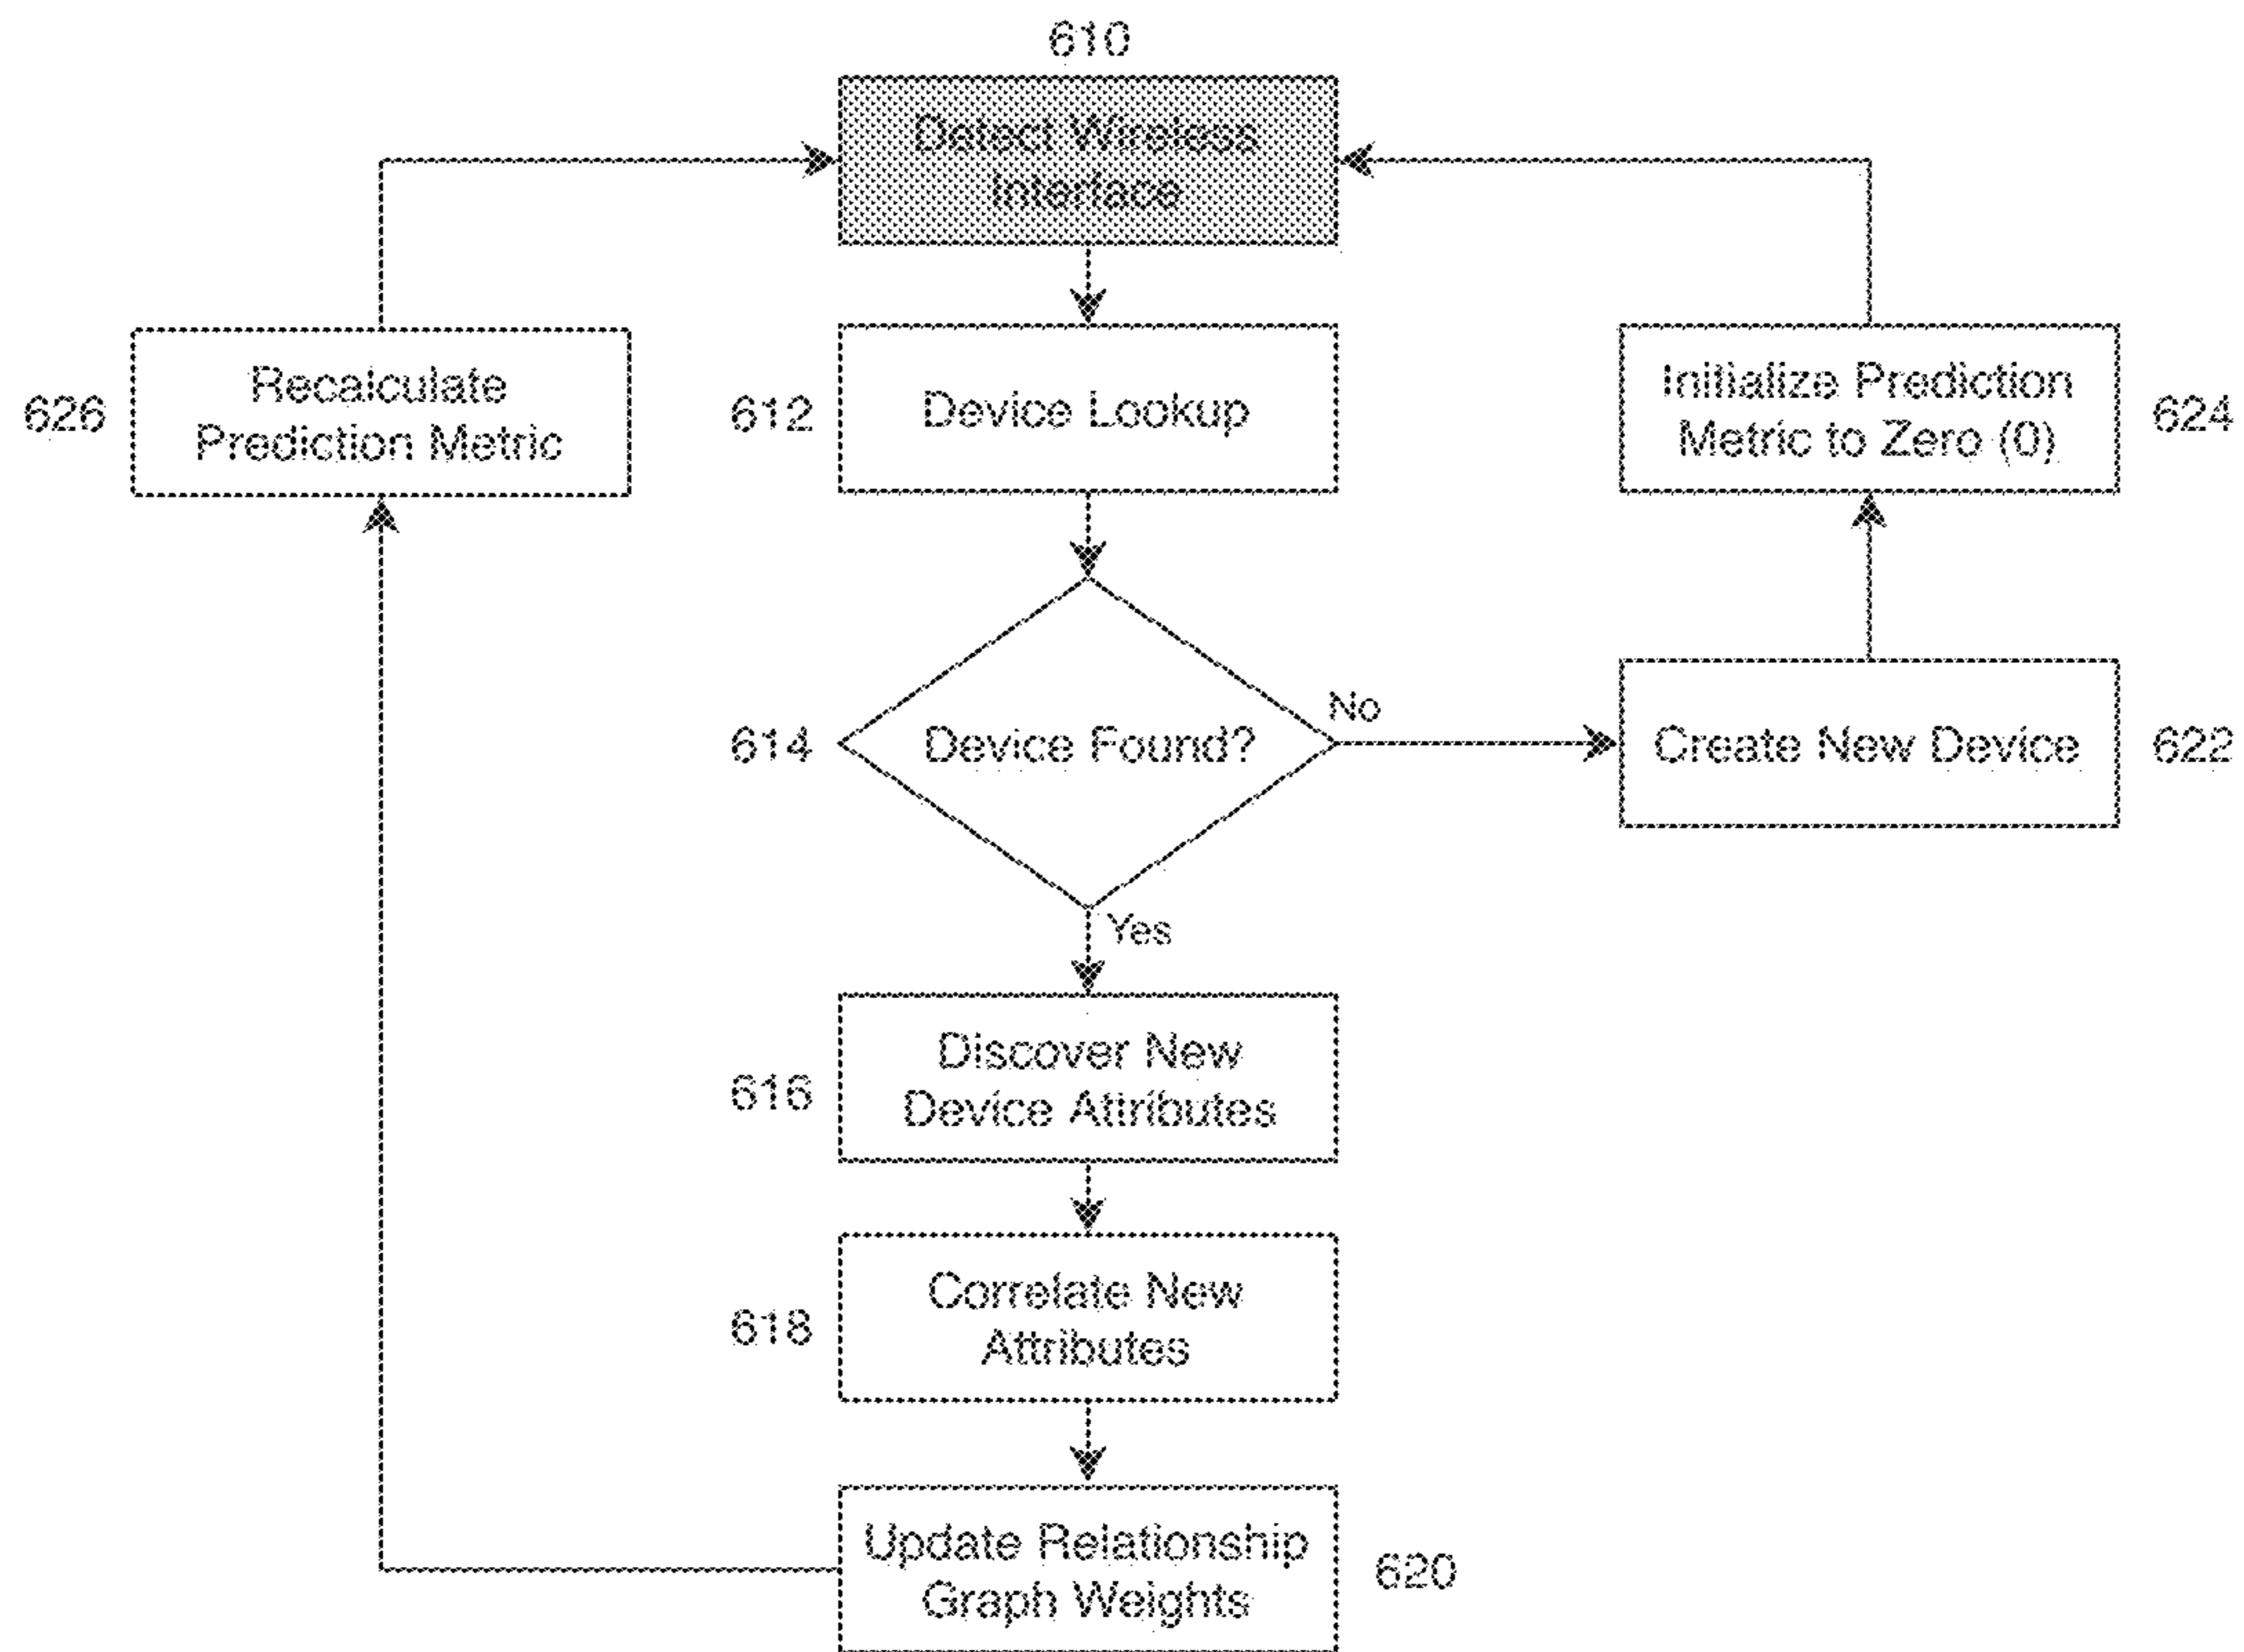 610
Detect Wireless
Interface
626
Recalculate
Prediction Metric
612
Device Lookup
Initialize Prediction
Metric to Zero (0)
624
614
Device Found?
No
Create New Device
622
Yes
616
Discover New
Device Attributes
618
Correlate New
Attributes
Update Relationship
Graph Weights
620